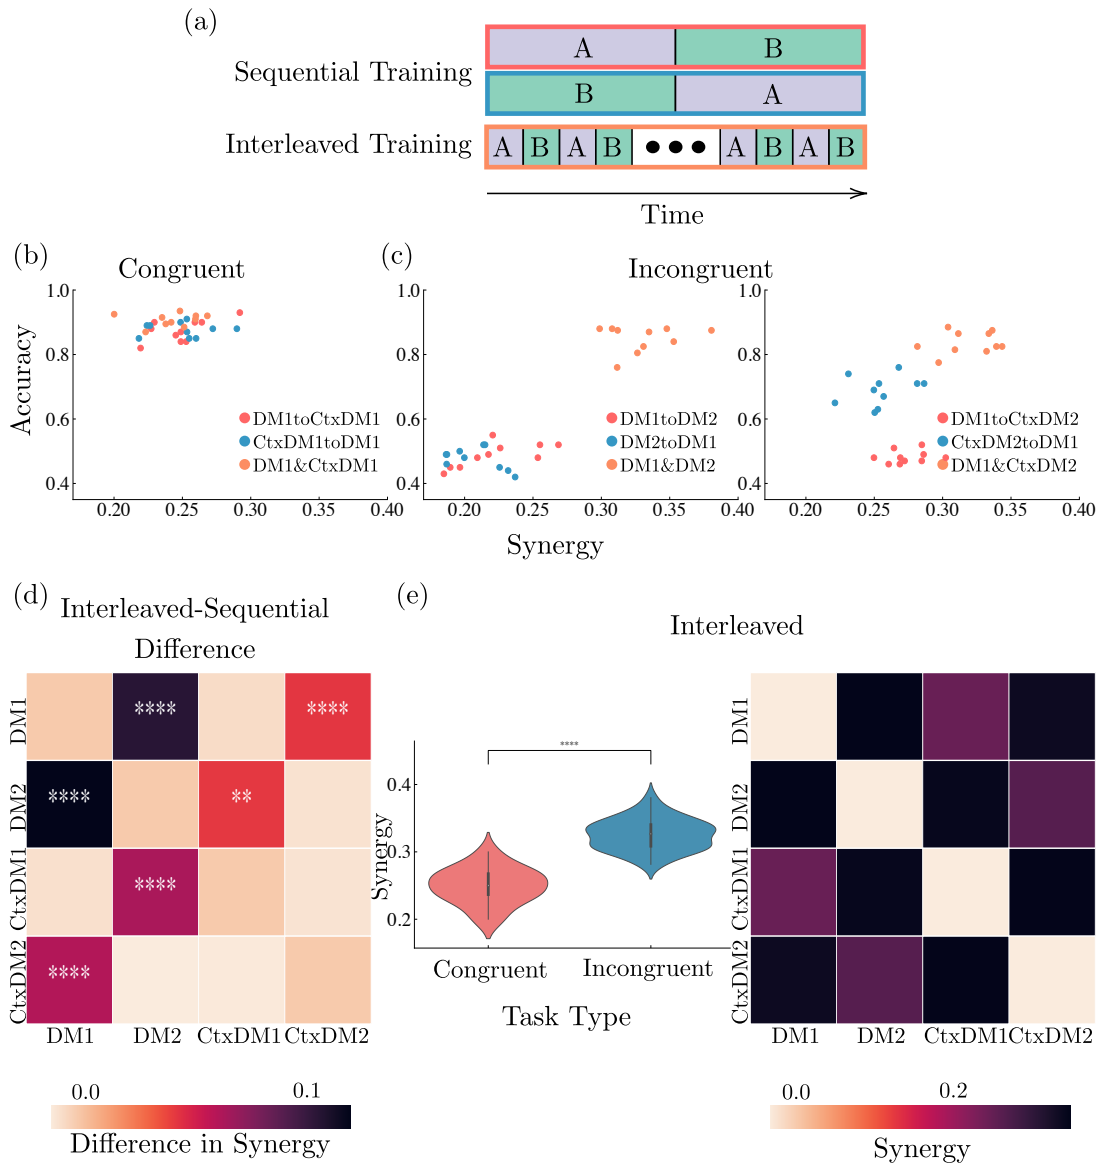 (a)
A B
Sequential Training
B A
Interleaved Training
A B A B ••• A B A B
Time
(b) (c)
Congruent Incongruent
1.0 1.0 1.0
Accuracy
0.8 0.8 0.8
0.6 0.6 0.6
DM1toCtxDM1 DM1toDM2 DM1toCtxDM2
CtxDM1toDM1 DM2toDM1 CtxDM2toDM1
DM1&CtxDM1 DM1&DM2 DM1&CtxDM2
0.4 0.4 0.4
0.20 0.25 0.30 0.35 0.40 0.20 0.25 0.30 0.35 0.40 0.20 0.25 0.30 0.35 0.40
Synergy
(d) (e)
Interleaved-Sequential
Difference
Interleaved
DM1 **** ****
DM2 **** **
CtxDM1 ****
CtxDM2 ****
DM1 DM2 CtxDM1 CtxDM2
0.0 0.1
Difference in Synergy
****
0.4
0.3
0.2
Synergy
Congruent Incongruent
Task Type
DM1
DM2
CtxDM1
CtxDM2
DM1 DM2 CtxDM1 CtxDM2
0.0 0.2
Synergy